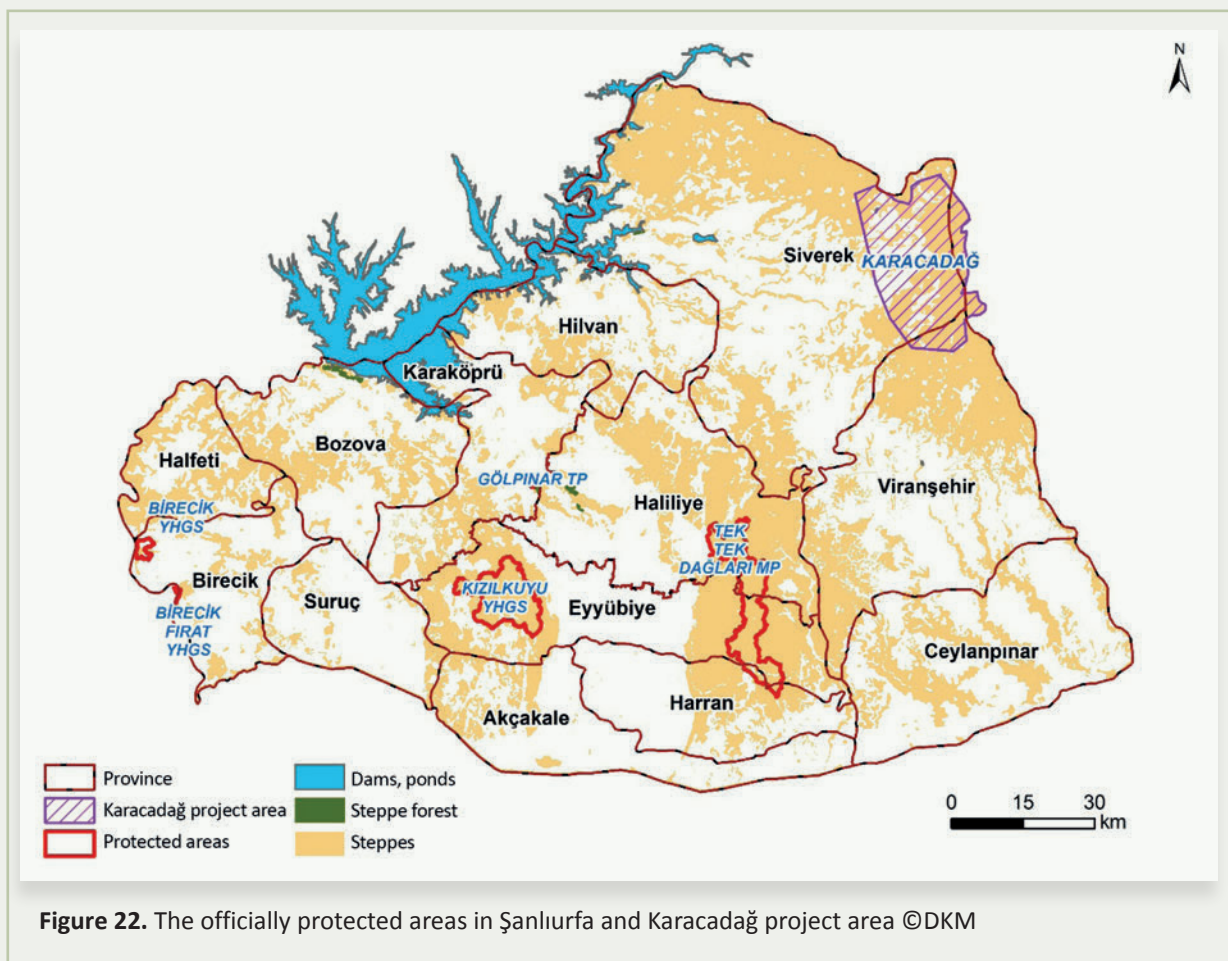 N
Siverek
KARACADAĞ
Hilvan
Karaköprü
Bozova
Halfeti
Viranşehir
GÖLPINAR TP
Haliliye
BİRECİK
YHGS
TEK
TEK
DAĞLARI MP
Birecik
KIZILKUYU
YHGS
Eyyübiye
Suruç
BİRECİK
FIRAT
YHGS
Ceylanpınar
Harran
Akçakale
Province
Karacadağ project area
Protected areas
Dams, ponds
Steppe forest
Steppes
0 15 30
km
Figure 22. The officially protected areas in Şanlıurfa and Karacadağ project area ©DKM